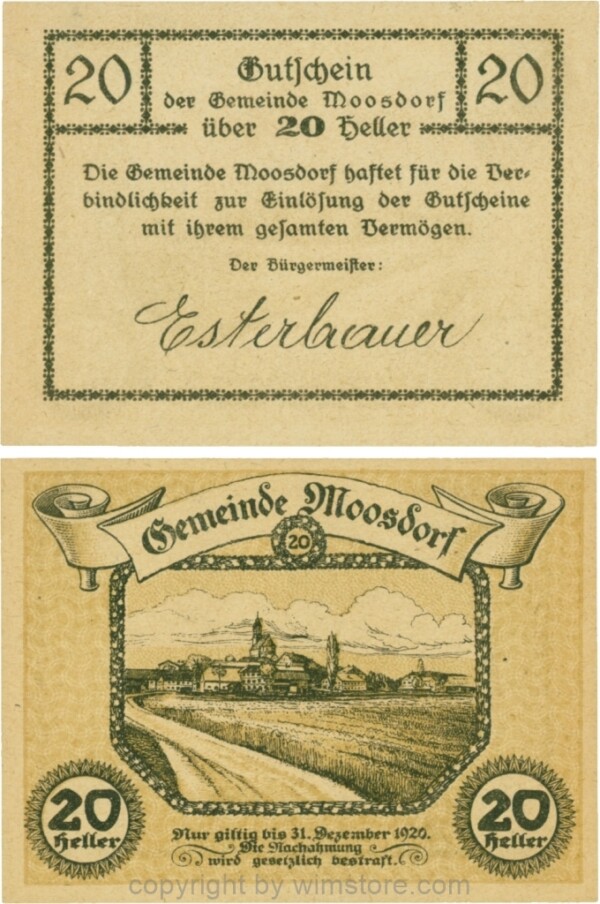 20
Gutschein
20
der Gemeinde Moosdorf
über 20 Heller
Die Gemeinde Moosdorf haftet für die Ver-
bindlichkeit zur Einlösung der Gutscheine
mit ihrem gesamten Vermögen.
Der Bürgermeister:
Esterbauer
Gemeinde Moosdorf
20
20
Heller
20
Heller
Nur giltig bis 31. Dezember 1920.
Die Nachahmung
wird gesetzlich bestraft.
copyright by wimstore.com